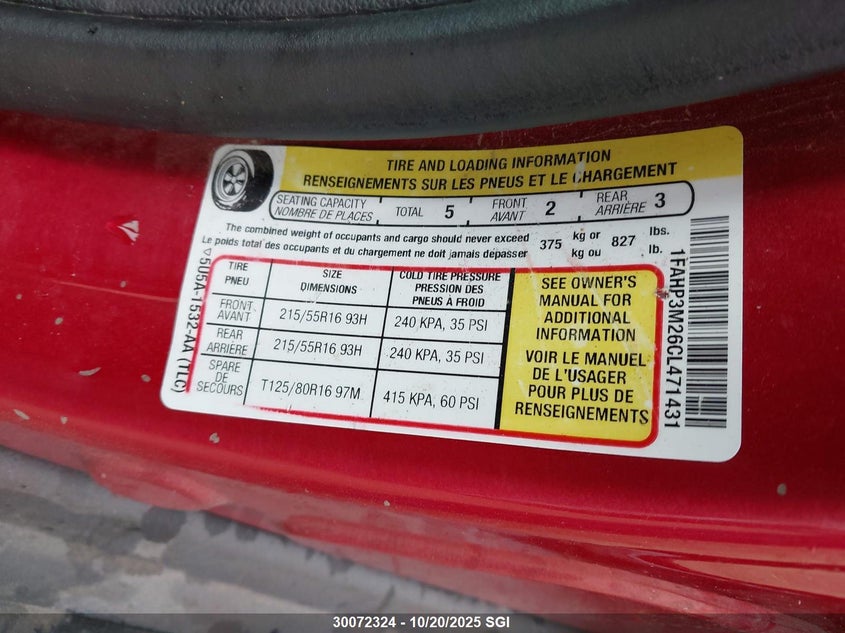 TIRE AND LOADING INFORMATION
RENSEIGNEMENTS SUR LES PNEUS ET LE CHARGEMENT
SEATING CAPACITY
NOMBRE DE PLACES
TOTAL 5
FRONT
AVANT 2
REAR
ARRIÈRE 3
The combined weight of occupants and cargo should never exceed 375 kg or 827 lbs.
Le poids total des occupants et du chargement ne doit jamais dépasser kg ou lb.
TIRE
PNEU
SIZE
DIMENSIONS
COLD TIRE PRESSURE
PRESSION DES
PNEUS À FROID
FRONT
AVANT
215/55R16 93H
240 KPA, 35 PSI
REAR
ARRIÈRE
215/55R16 93H
240 KPA, 35 PSI
SPARE
DE
SECOURS
T125/80R16 97M
415 KPA, 60 PSI
SEE OWNER'S
MANUAL FOR
ADDITIONAL
INFORMATION
VOIR LE MANUEL
DE L'USAGER
POUR PLUS DE
RENSEIGNEMENTS
5U5A-1532-AA (TLC)
1FAHP3M26CL471431
30072324 - 10/20/2025 SGI